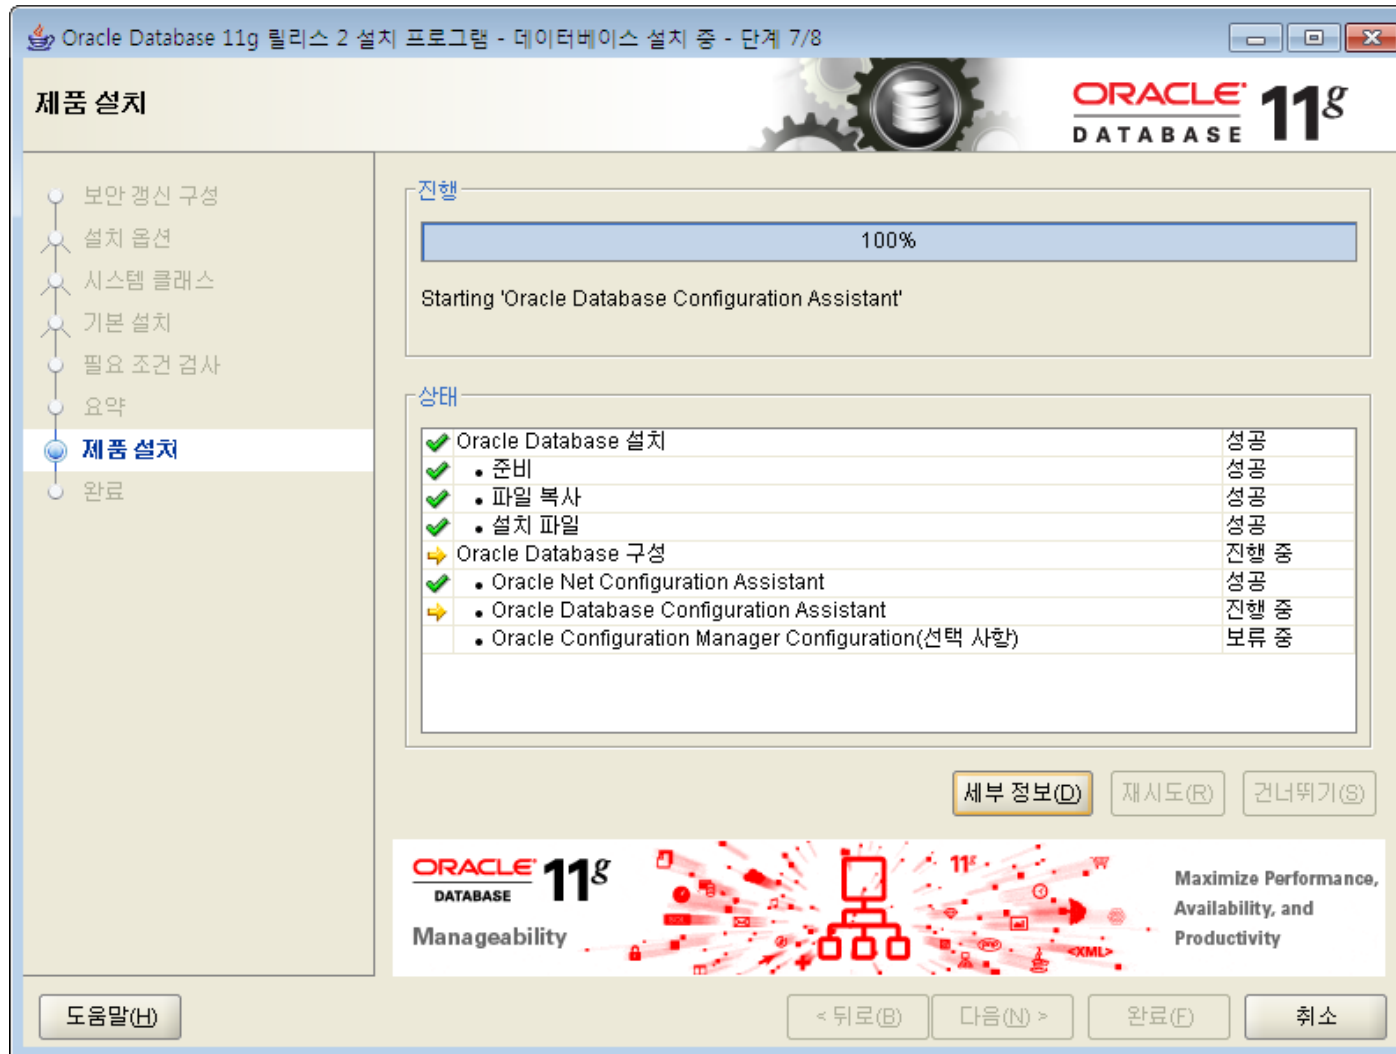 Oracle Database 11g 릴리스 2 설치 프로그램 - 데이터베이스 설치 중 - 단계 7/8
제품 설치
ORACLE 11g
DATABASE
보안 갱신 구성
설치 옵션
시스템 클래스
기본 설치
필요 조건 검사
요약
제품 설치
완료
진행
100%
Starting 'Oracle Database Configuration Assistant'
상태
Oracle Database 설치 성공
• 준비 성공
• 파일 복사 성공
• 설치 파일 성공
Oracle Database 구성 진행 중
• Oracle Net Configuration Assistant 성공
• Oracle Database Configuration Assistant 진행 중
• Oracle Configuration Manager Configuration(선택 사항) 보류 중
세부 정보(D) 재시도(R) 건너뛰기(S)
ORACLE 11g
DATABASE
Manageability
11g
SQL
php
<XML>
Maximize Performance,
Availability, and
Productivity
도움말(H) < 뒤로(B) 다음(N) > 완료(F) 취소